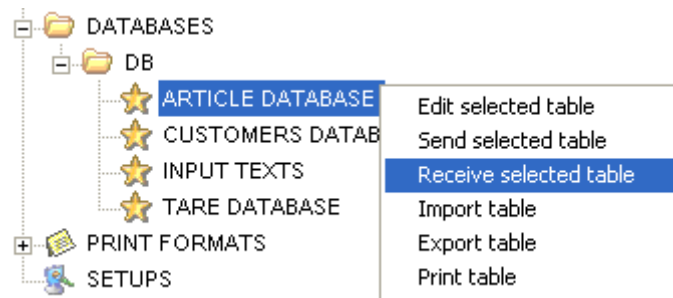 DATABASES
DB
ARTICLE DATABASE
CUSTOMERS DATAB
INPUT TEXTS
TARE DATABASE
PRINT FORMATS
SETUPS
Edit selected table
Send selected table
Receive selected table
Import table
Export table
Print table